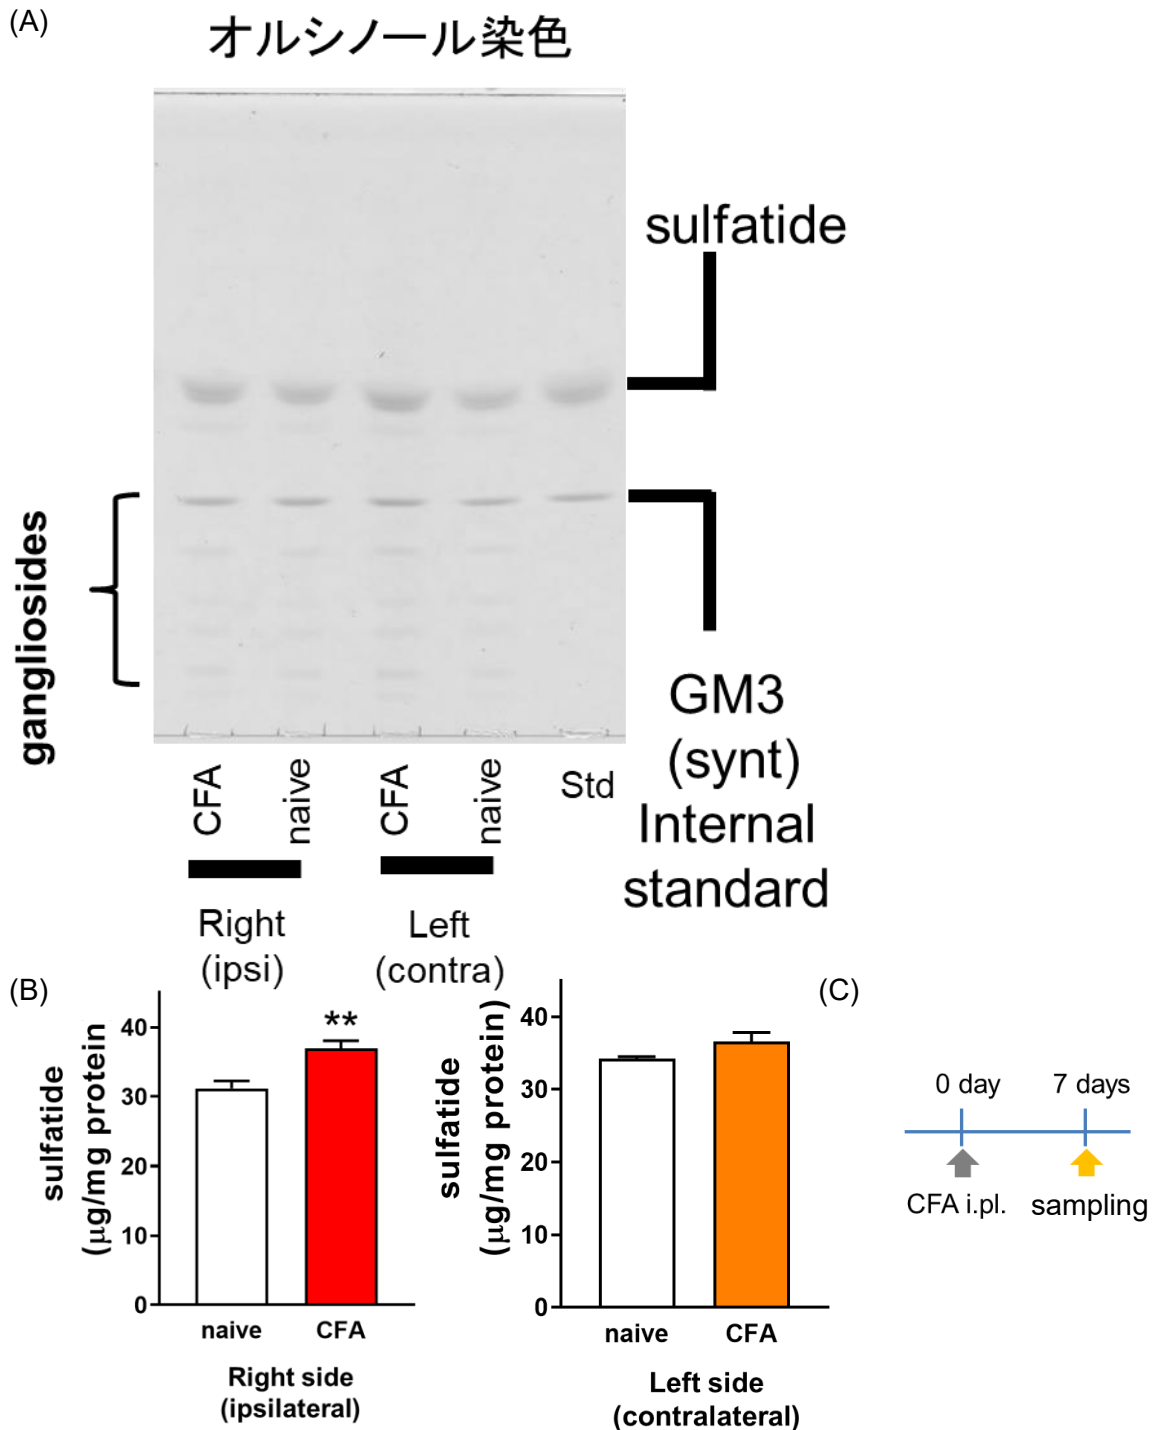 (A)
オルシノール染色
sulfatide
gangliosides
GM3
(synt)
Internal
standard
CFA
naive
CFA
naive
Std
Right
(ipsi)
Left
(contra)
(B)
sulfatide
(μg/mg protein
40
30
20
10
0
**
naive
CFA
Right side
(ipsilateral)
sulfatide
(μg/mg protein)
40
30
20
10
0
naive
CFA
Left side
(contralateral)
(C)
0 day
7 days
CFA i.pl.
sampling